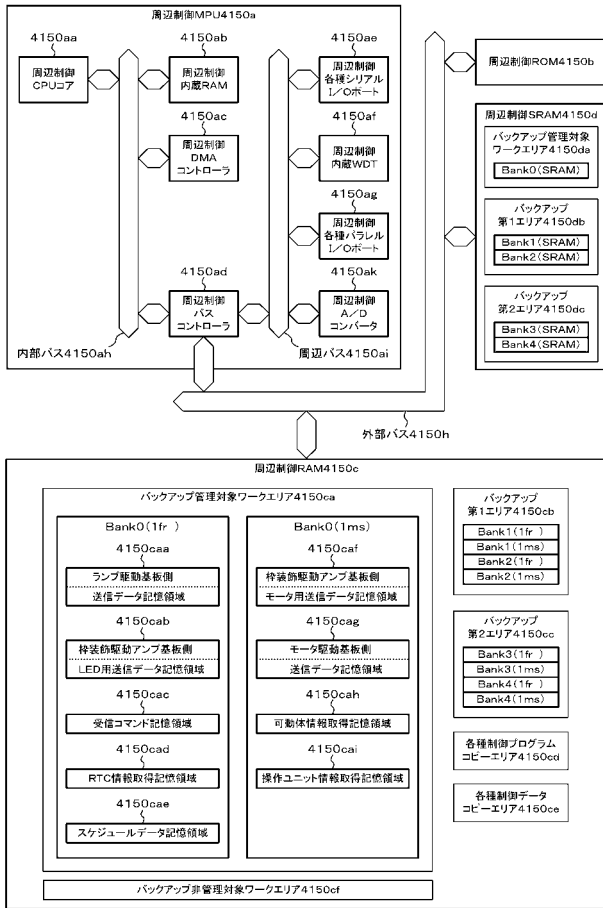 周辺制御MPU4150a
4150aa
周辺制御
CPUコア
4150ab
周辺制御
内蔵RAM
4150ac
周辺制御
DMA
コントローラ
4150ad
周辺制御
バス
コントローラ
4150ae
周辺制御
各種シリアル
I/Oポート
4150af
周辺制御
内蔵WDT
4150ag
周辺制御
各種パラレル
I/Oポート
4150ak
周辺制御
A/D
コンバータ
内部バス4150ah
周辺バス4150ai
周辺制御ROM4150b
周辺制御SRAM4150d
バックアップ管理対象
ワークエリア4150da
Bank0(SRAM)
バックアップ
第1エリア4150db
Bank1(SRAM)
Bank2(SRAM)
バックアップ
第2エリア4150dc
Bank3(SRAM)
Bank4(SRAM)
外部バス4150h
周辺制御RAM4150c
バックアップ管理対象ワークエリア4150ca
Bank0(1fr )
4150caa
ランプ駆動基板側
送信データ記憶領域
4150cab
枠装飾駆動アンプ基板側
LED用送信データ記憶領域
4150cac
受信コマンド記憶領域
4150cad
RTC情報取得記憶領域
4150cae
スケジュールデータ記憶領域
Bank0(1ms)
4150caf
枠装飾駆動アンプ基板側
モータ用送信データ記憶領域
4150cag
モータ駆動基板側
送信データ記憶領域
4150cah
可動体情報取得記憶領域
4150cai
操作ユニット情報取得記憶領域
バックアップ
第1エリア4150cb
Bank1(1fr )
Bank1(1ms)
Bank2(1fr )
Bank2(1ms)
バックアップ
第2エリア4150cc
Bank3(1fr )
Bank3(1ms)
Bank4(1fr )
Bank4(1ms)
各種制御プログラム
コピーエリア4150cd
各種制御データ
コピーエリア4150ce
バックアップ非管理対象ワークエリア4150cf